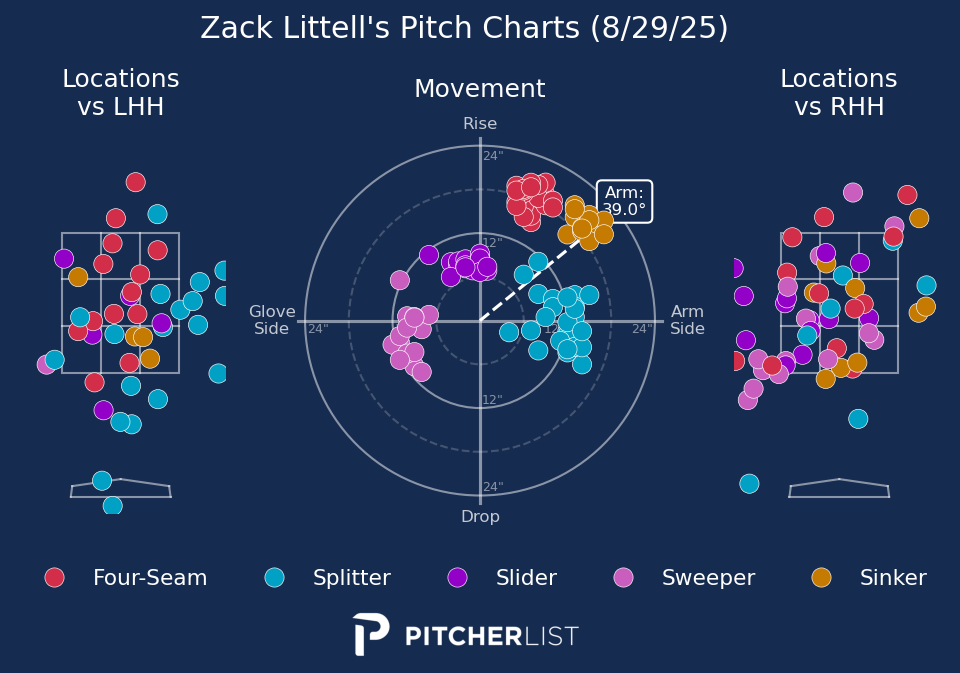 Zack Littell's Pitch Charts (8/29/25)
Locations
vs LHH
Movement
Locations
vs RHH
Rise
24"
Arm:
39.0°
12"
Glove
Side
24"
12"
24"
Arm
Side
12"
24"
Drop
Four-Seam
Splitter
Slider
Sweeper
Sinker
PITCHERLIST